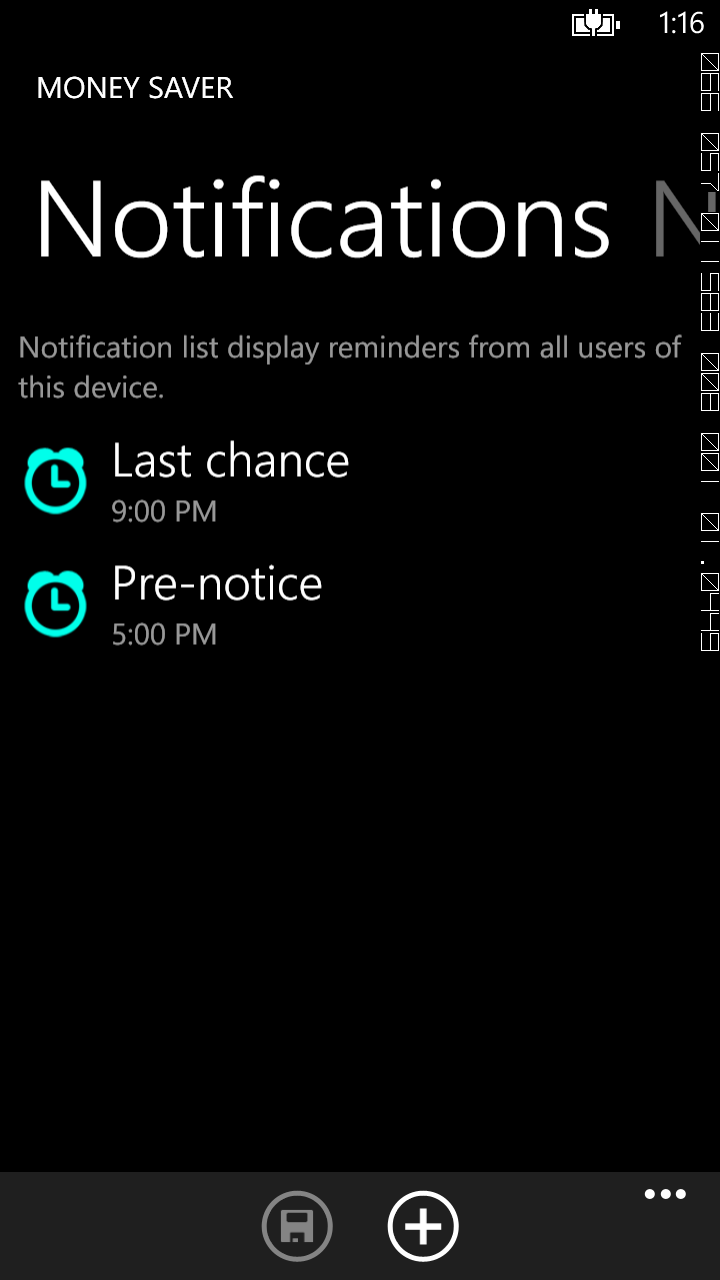 1:16
MONEY SAVER
Notifications N
Notification list display reminders from all users of
this device.
Last chance
9:00 PM
Pre-notice
5:00 PM